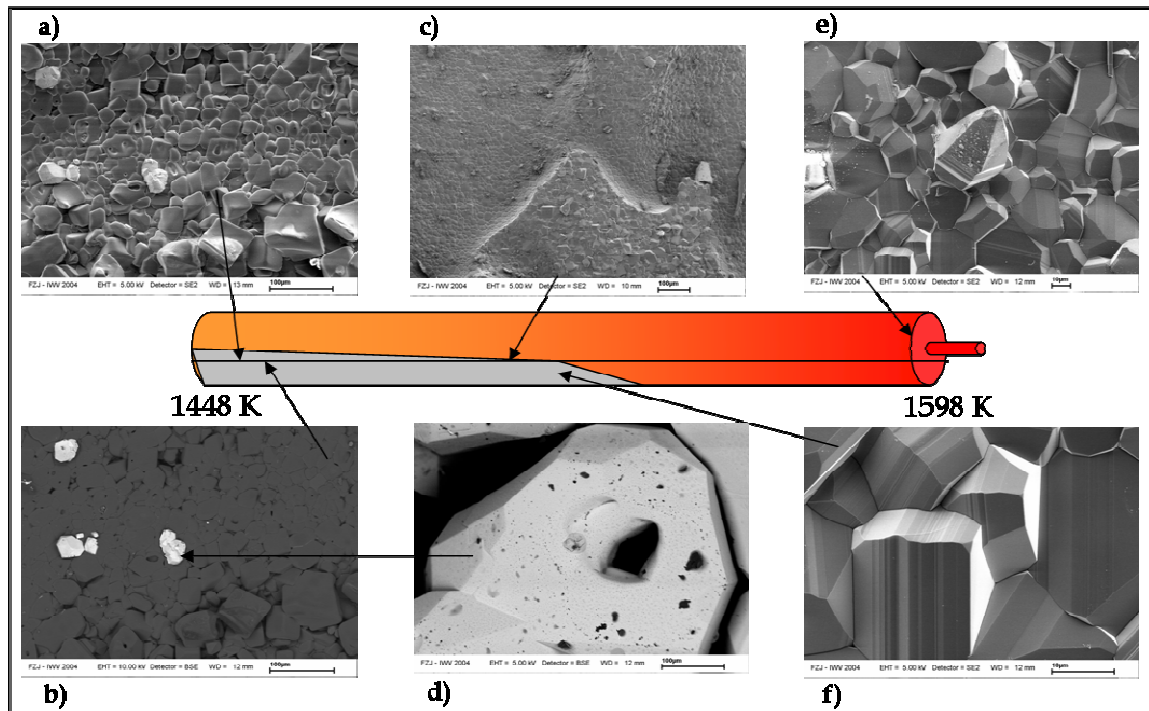 a)
c)
e)
FZJ - IWV 2004 EHT = 5.00 kV Detector = SE2 WD = 13 mm 100µm
FZJ - IWV 2004 EHT = 5.00 kV Detector = SE2 WD = 10 mm 100µm
FZJ - IWV 2004 EHT = 5.00 kV Detector = SE2 WD = 12 mm 10µm
1448 K
1598 K
FZJ - IWV 2004 EHT = 10.00 kV Detector = BSE WD = 12 mm 100µm
FZJ - IWV 2004 EHT = 5.00 kV Detector = BSE WD = 12 mm 100µm
FZJ - IWV 2004 EHT = 5.00 kV Detector = SE2 WD = 12 mm 10µm
b)
d)
f)